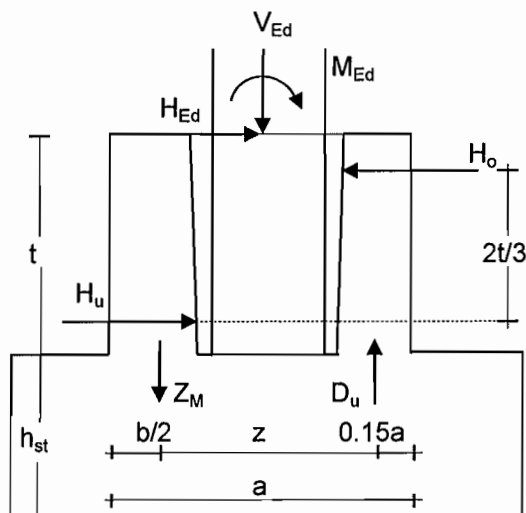 V_Ed
M_Ed
H_Ed
H_o
t
2t/3
H_u
Z_M
D_u
h_st
b/2
z
0.15a
a